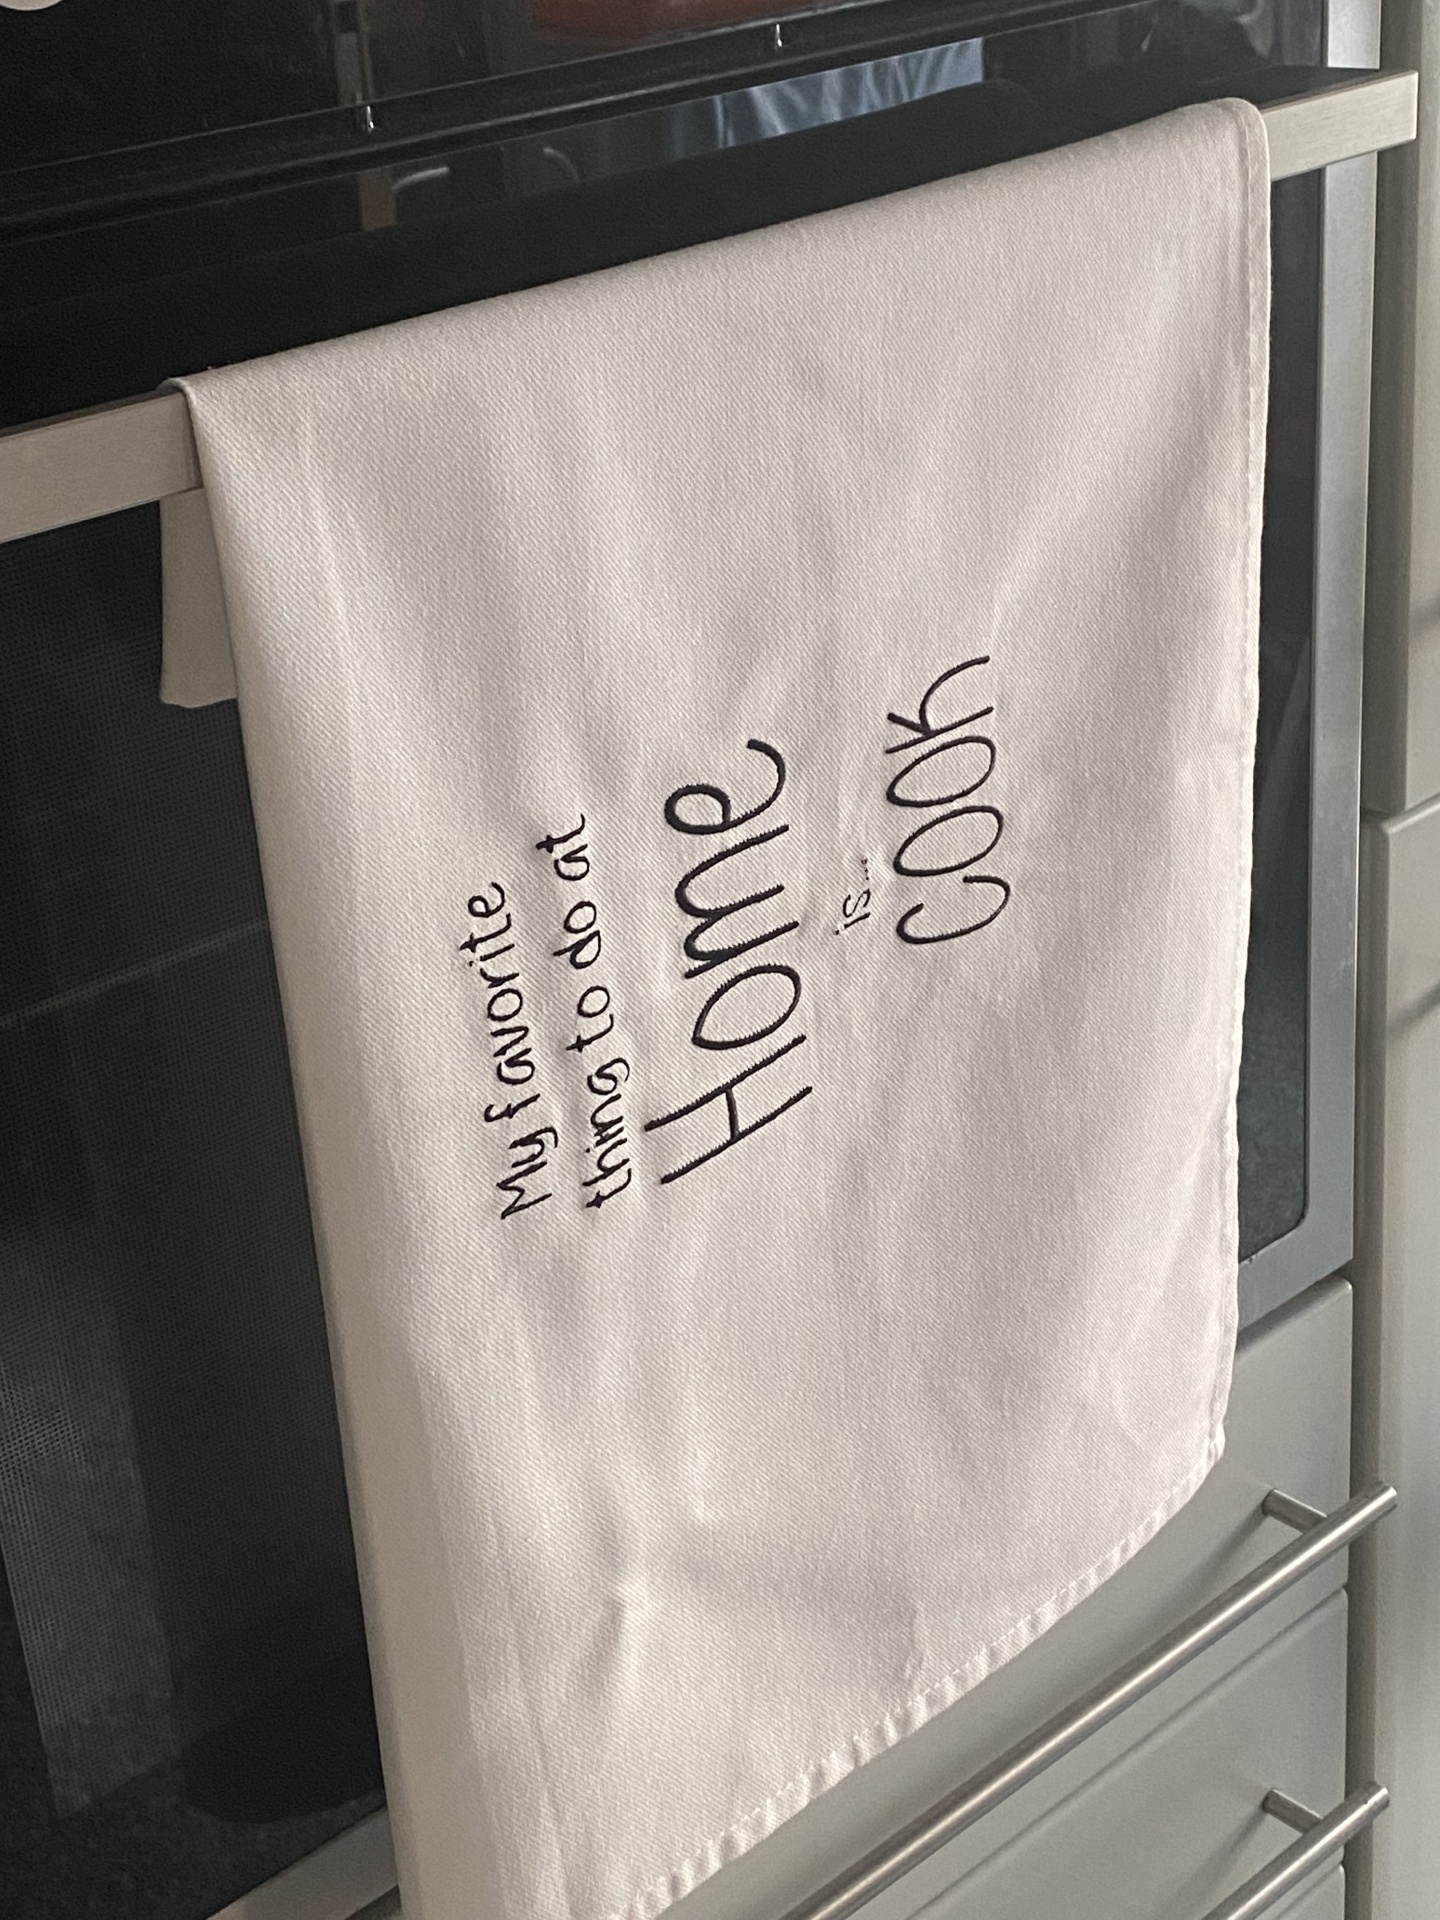 My favorite
thing to do at
Home
is...
cook